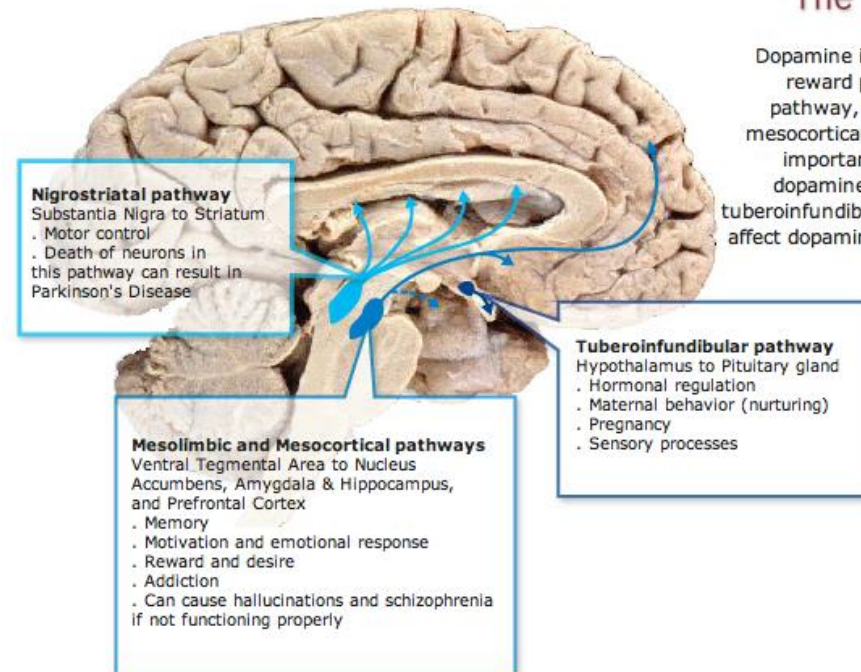 The
Dopamine i
reward p
pathway,
mesocortica
importan
dopamine
tuberoinfundib
affect dopamin
Nigrostriatal pathway
Substantia Nigra to Striatum
. Motor control
. Death of neurons in
this pathway can result in
Parkinson's Disease
Tuberoinfundibular pathway
Hypothalamus to Pituitary gland
. Hormonal regulation
. Maternal behavior (nurturing)
. Pregnancy
. Sensory processes
Mesolimbic and Mesocortical pathways
Ventral Tegmental Area to Nucleus
Accumbens, Amygdala & Hippocampus,
and Prefrontal Cortex
. Memory
. Motivation and emotional response
. Reward and desire
. Addiction
. Can cause hallucinations and schizophrenia
if not functioning properly